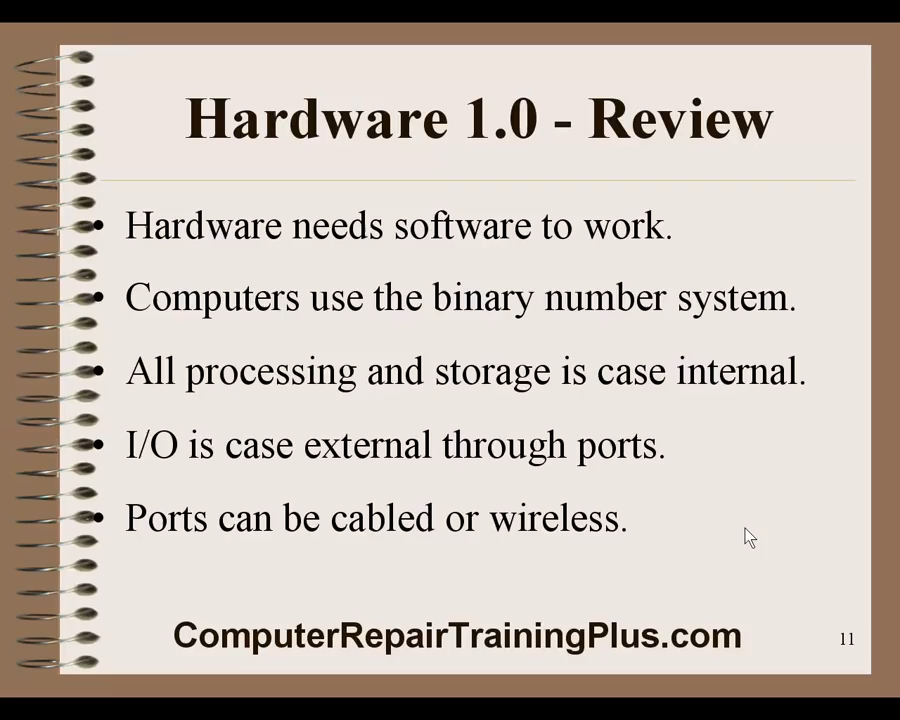 Hardware 1.0 - Review
• Hardware needs software to work.
• Computers use the binary number system.
• All processing and storage is case internal.
• I/O is case external through ports.
• Ports can be cabled or wireless.
ComputerRepairTrainingPlus.com
11